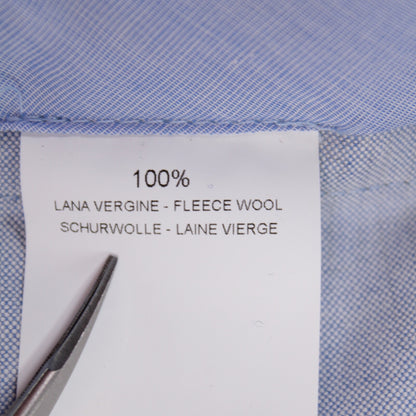 100%
LANA VERGINE - FLEECE WOOL
SCHURWOLLE - LAINE VIERGE